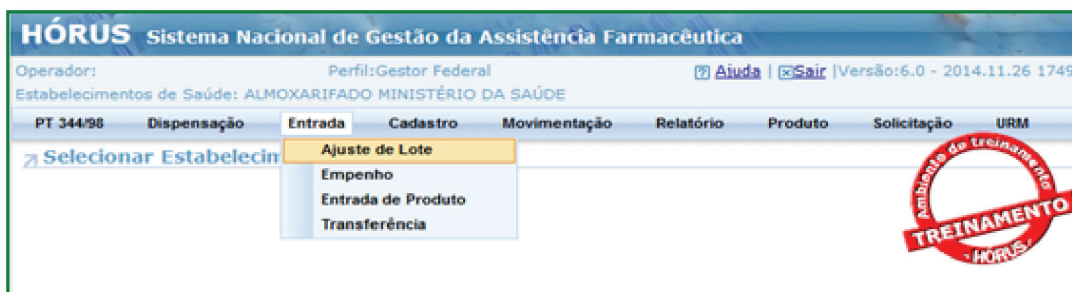 HÓRUS Sistema Nacional de Gestão da Assistência Farmacêutica
Operador: Perfil:Gestor Federal Ajuda | Sair |Versão:6.0 - 2014.11.26 1749
Estabelecimentos de Saúde: ALMOXARIFADO MINISTÉRIO DA SAÚDE
PT 344/98 Dispensação Entrada Cadastro Movimentação Relatório Produto Solicitação URM
Selecionar Estabelecim
Ajuste de Lote
Empenho
Entrada de Produto
Transferência
Ambiente de treinamento
TREINAMENTO
- HÓRUS -